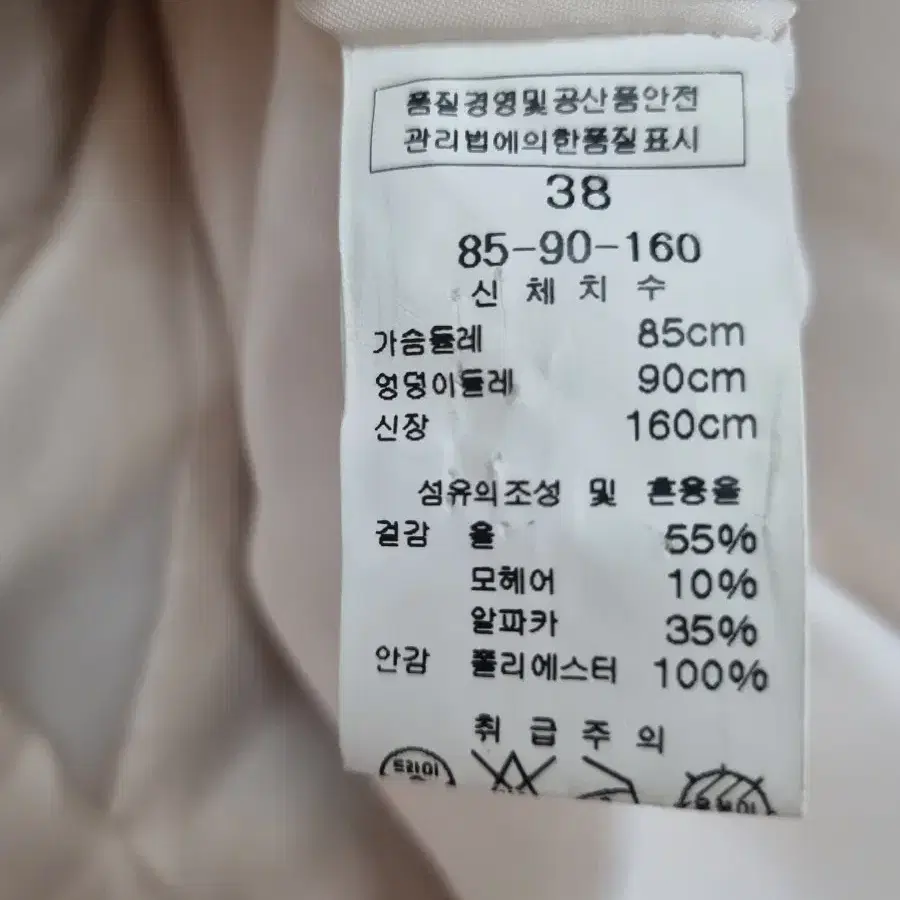 품질경영및공산품안전
관리법에의한품질표시
38
85-90-160
신 체 치 수
가슴둘레 85cm
엉덩이둘레 90cm
신장 160cm
섬유의조성 및 혼용율
겉감 울 55%
모헤어 10%
알파카 35%
안감 폴리에스터 100%
취 급 주 의
드라이